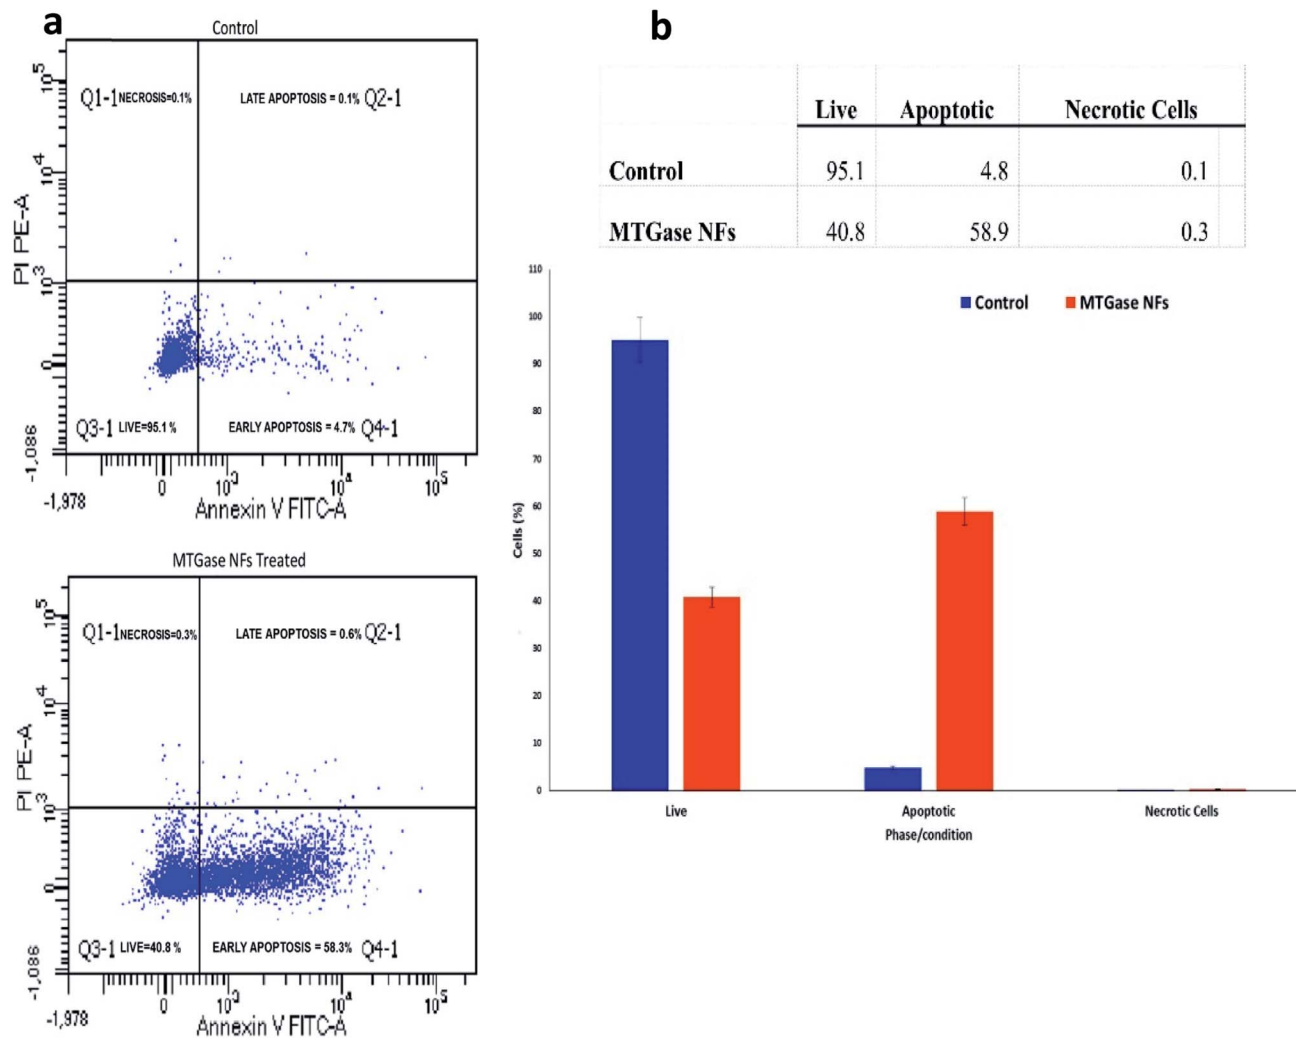 a
Control
Q1-1 NECROSIS=0.1%
LATE APOPTOSIS = 0.1% Q2-1
Q3-1 LIVE=95.1 %
EARLY APOPTOSIS = 4.7% Q4-1
PI PE-A
10^5
10^4
10^3
0
-1,086
-1,978
0
10^3
10^4
10^5
Annexin V FITC-A
MTGase NFs Treated
Q1-1 NECROSIS=0.3%
LATE APOPTOSIS = 0.6% Q2-1
Q3-1 LIVE=40.8 %
EARLY APOPTOSIS = 58.3% Q4-1
PI PE-A
10^5
10^4
10^3
0
-1,086
-1,978
0
10^3
10^4
10^5
Annexin V FITC-A
b
Live Apoptotic Necrotic Cells
Control 95.1 4.8 0.1
MTGase NFs 40.8 58.9 0.3
Control MTGase NFs
Cells (%)
110
100
90
80
70
60
50
40
30
20
10
0
Live Apoptotic Necrotic Cells
Phase/condition